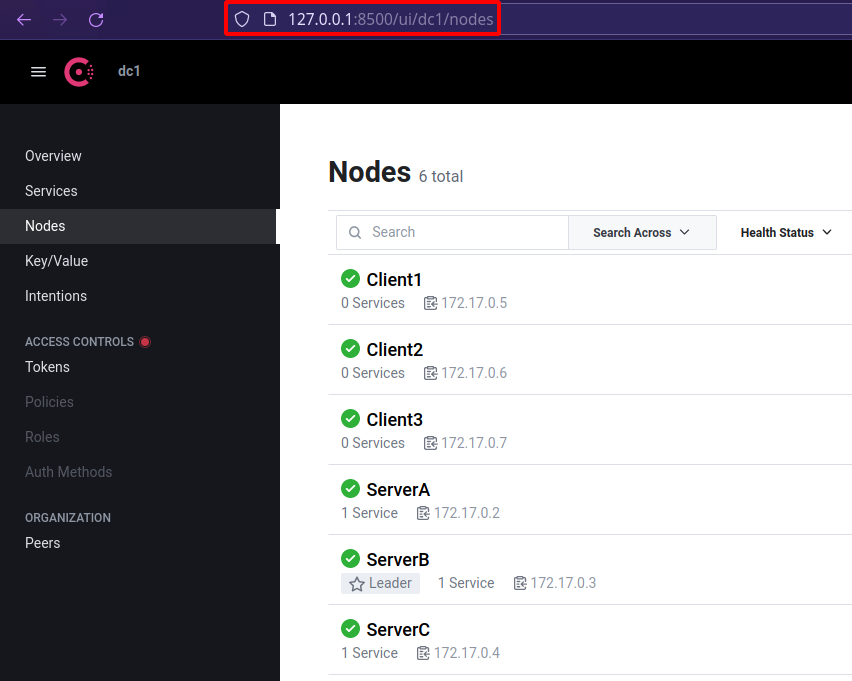 127.0.0.1:8500/ui/dc1/nodes
dc1
Overview
Services
Nodes
Key/Value
Intentions
ACCESS CONTROLS
Tokens
Policies
Roles
Auth Methods
ORGANIZATION
Peers
Nodes 6 total
Search Search Across Health Status
Client1
0 Services 172.17.0.5
Client2
0 Services 172.17.0.6
Client3
0 Services 172.17.0.7
ServerA
1 Service 172.17.0.2
ServerB
Leader 1 Service 172.17.0.3
ServerC
1 Service 172.17.0.4